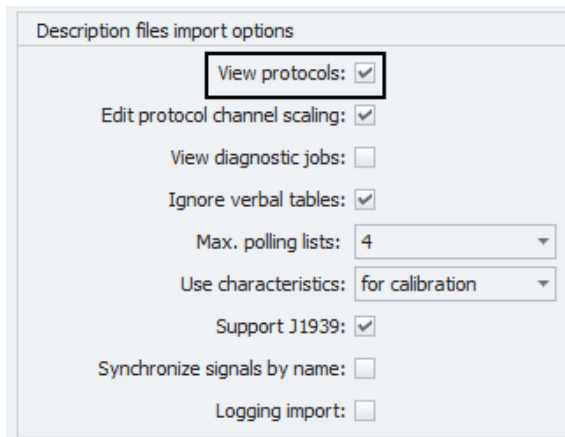 Description files import options
View protocols:
Edit protocol channel scaling:
View diagnostic jobs:
Ignore verbal tables:
Max. polling lists: 4
Use characteristics: for calibration
Support J1939:
Synchronize signals by name:
Logging import: